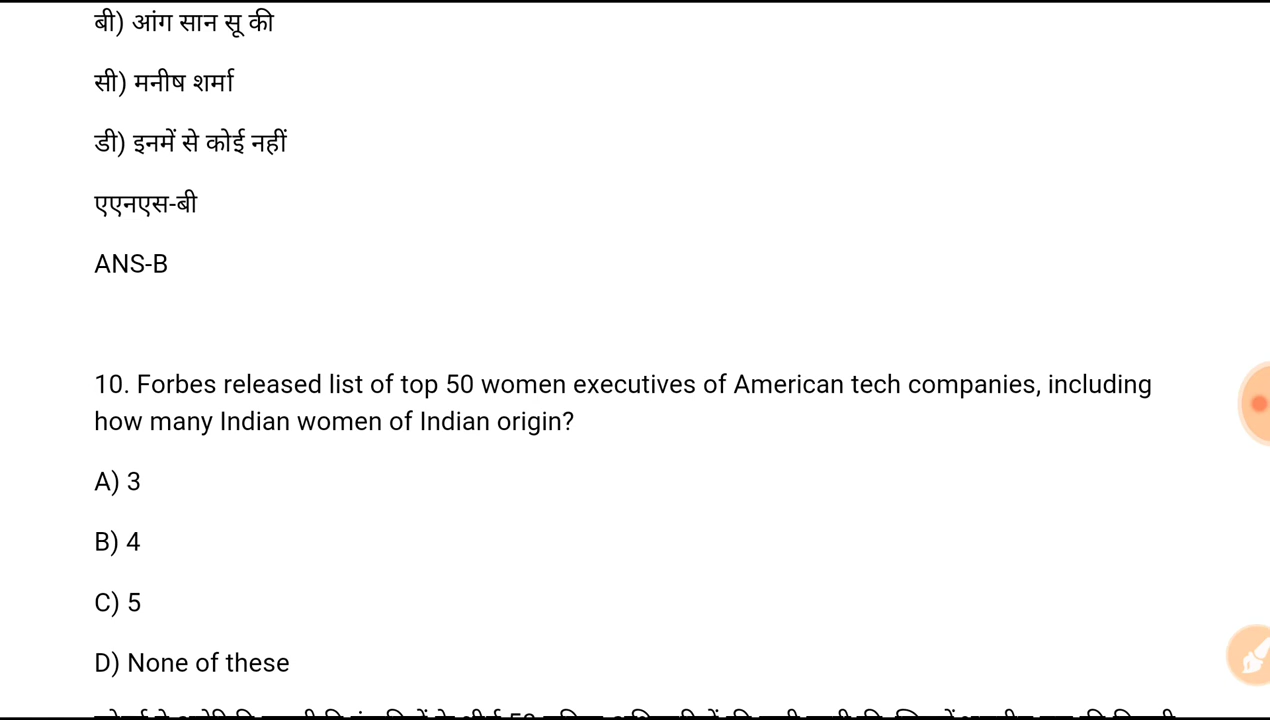 बी) आंग सान सू की
सी) मनीष शर्मा
डी) इनमें से कोई नहीं
एएनएस-बी
ANS-B
10. Forbes released list of top 50 women executives of American tech companies, including
how many Indian women of Indian origin?
A) 3
B) 4
C) 5
D) None of these